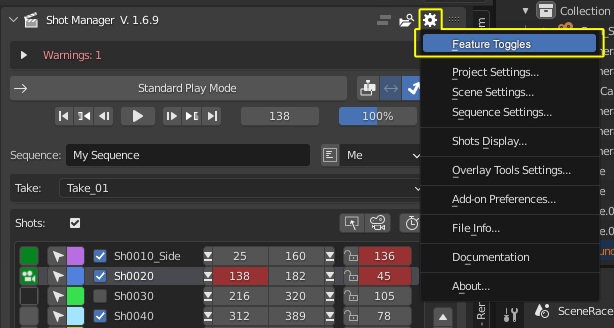 Shot Manager V. 1.6.9
Collection
Warnings: 1
Feature Toggles
Standard Play Mode
Project Settings...
Scene Settings...
138
100%
Sequence Settings...
Sequence:
My Sequence
Me
Shots Display...
Overlay Tools Settings...
Take:
Take_01
Add-on Preferences...
Shots:
File Info...
Sh0010_Side
25
160
136
Documentation
Sh0020
138
182
45
About...
Sh0030
216
320
105
Sh0040
312
389
78
SceneRace